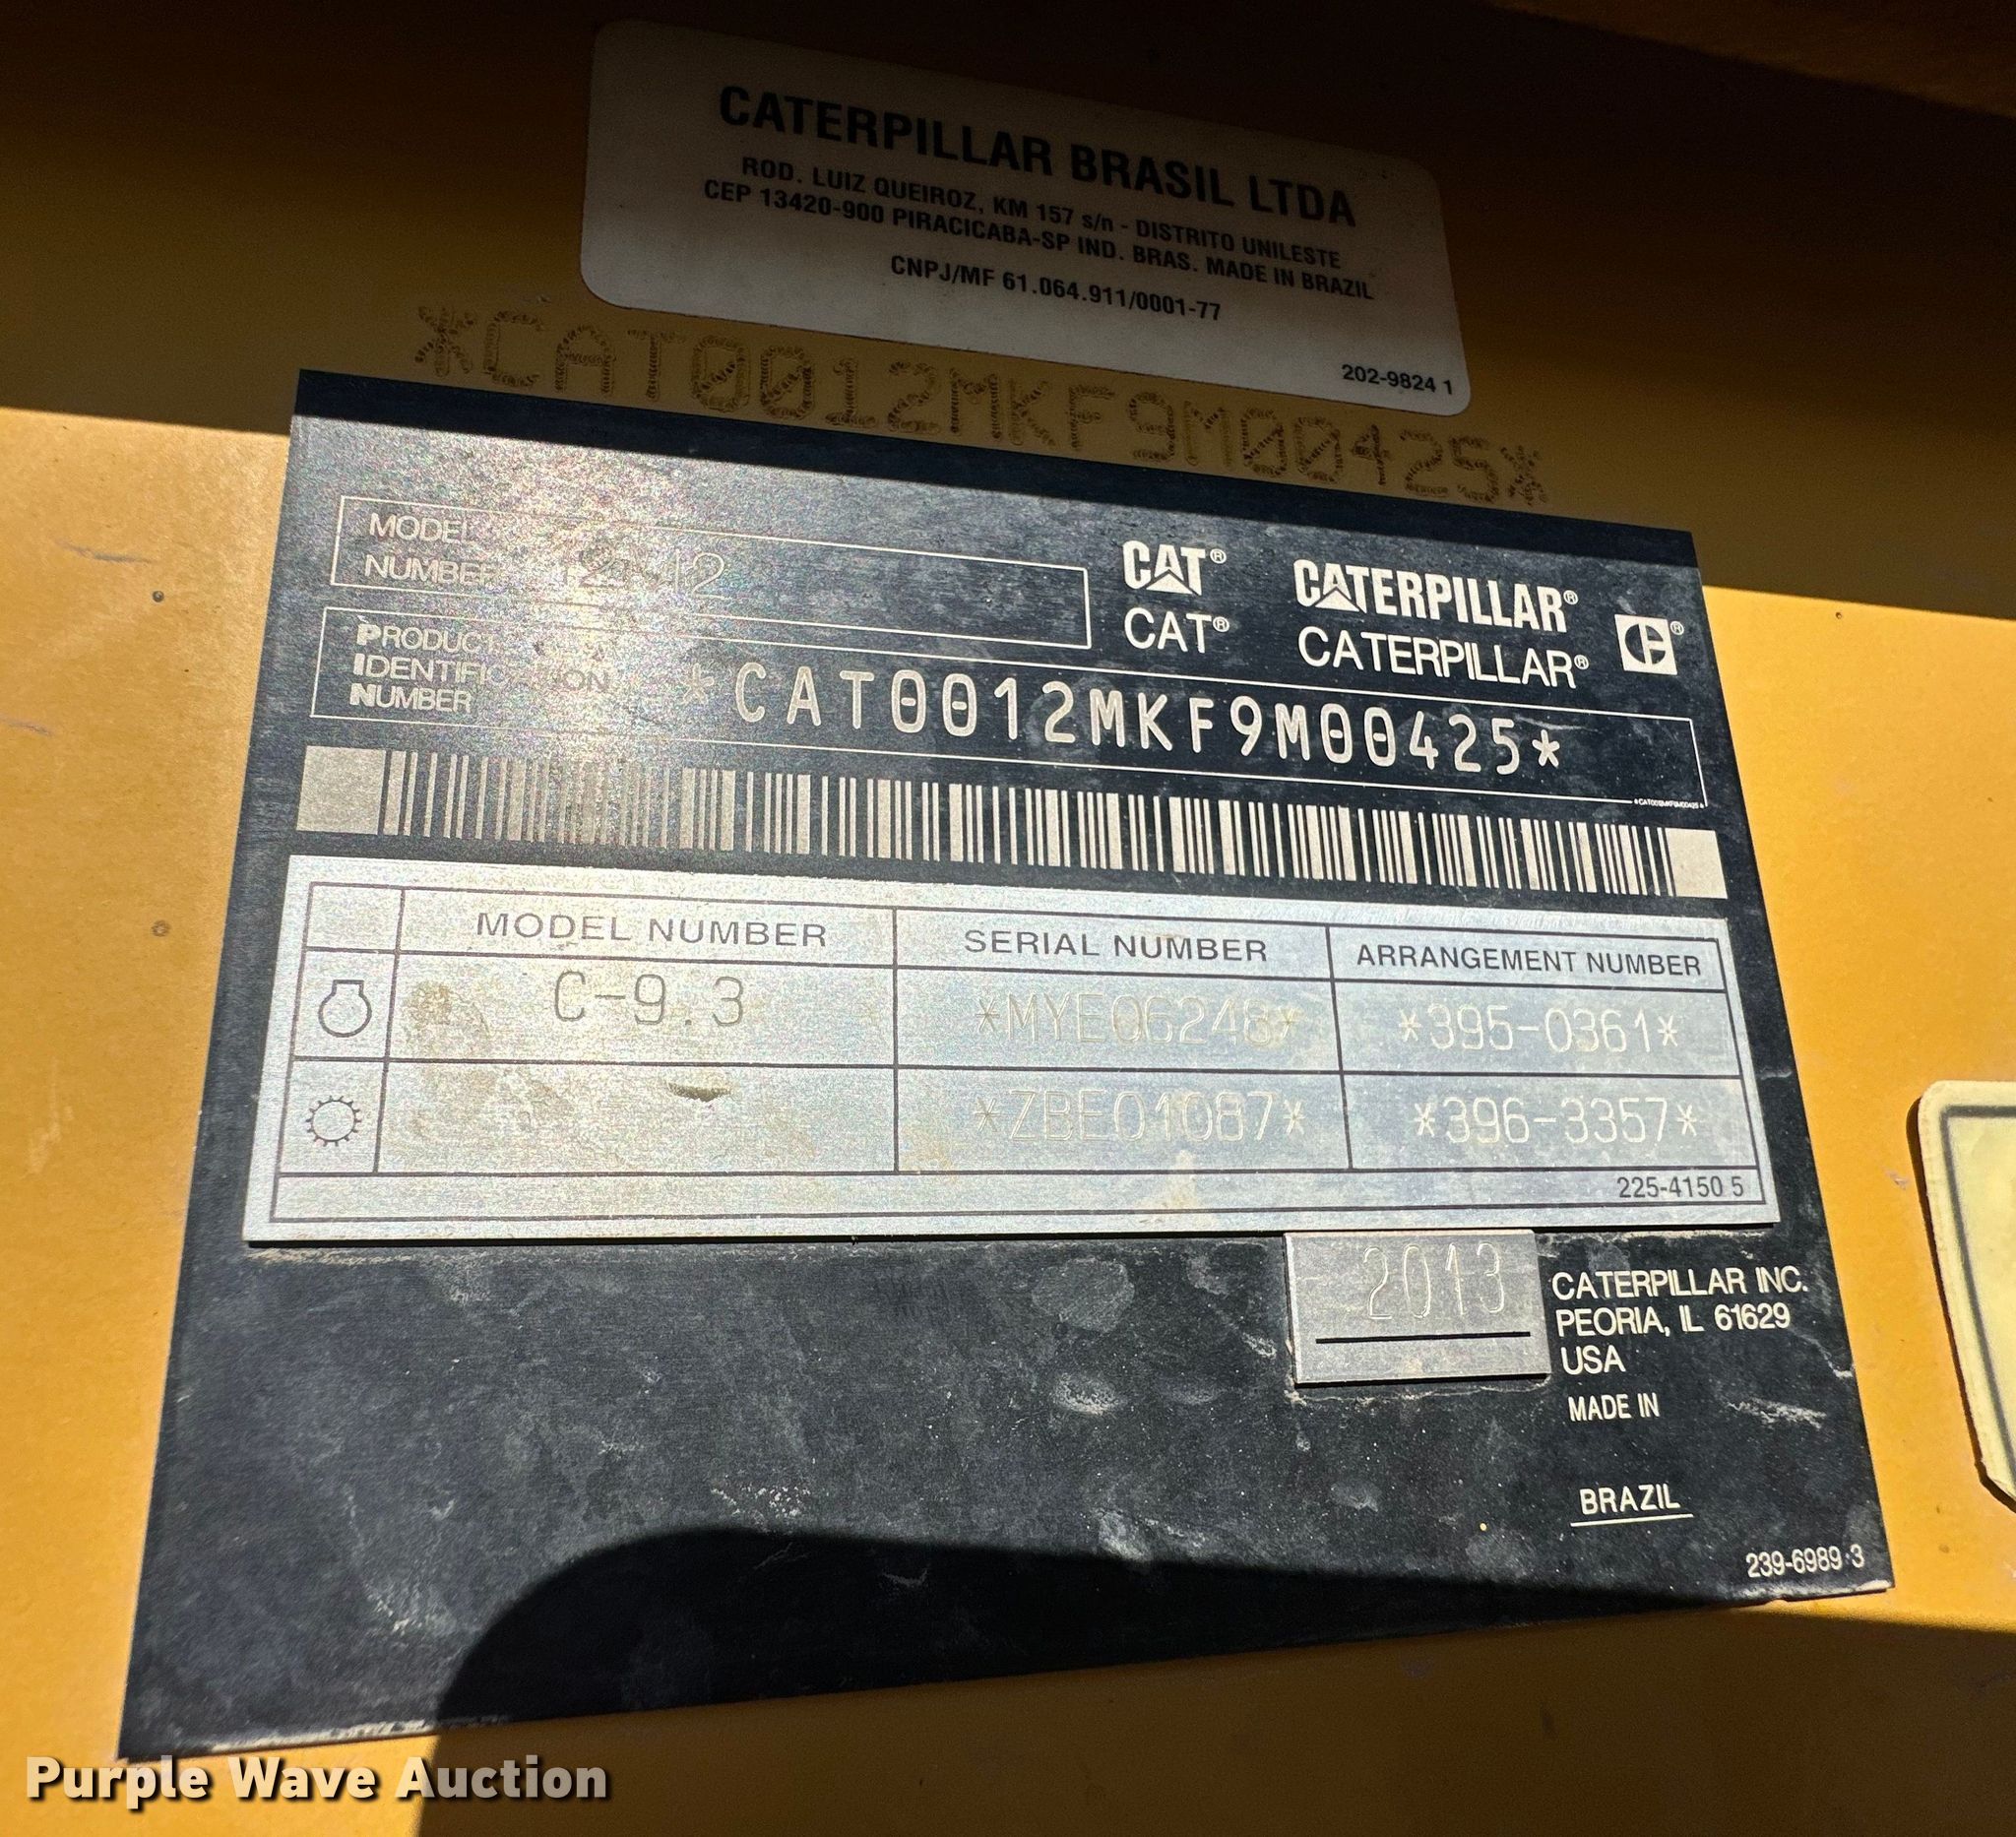 CATERPILLAR BRASIL LTDA
ROD. LUIZ QUEIROZ, KM 157 s/n - DISTRITO UNILESTE
CEP 13420-900 PIRACICABA-SP IND. BRAS. MADE IN BRAZIL
CNPJ/MF 61.064.911/0001-77
202-9824 1
*CAT0012MKF9M00425*
MODEL
NUMBER
12
CAT® CATERPILLAR®
CAT® CATERPILLAR®
PRODUCT
IDENTIFICATION
NUMBER
*CAT0012MKF9M00425*
*CAT0012MKF9M00425*
MODEL NUMBER SERIAL NUMBER ARRANGEMENT NUMBER
C-9.3 *MYE06248* *395-0361*
*ZBE01087* *396-3357*
225-4150 5
2013
CATERPILLAR INC.
PEORIA, IL 61629
USA
MADE IN
BRAZIL
239-6989 3
Purple Wave Auction